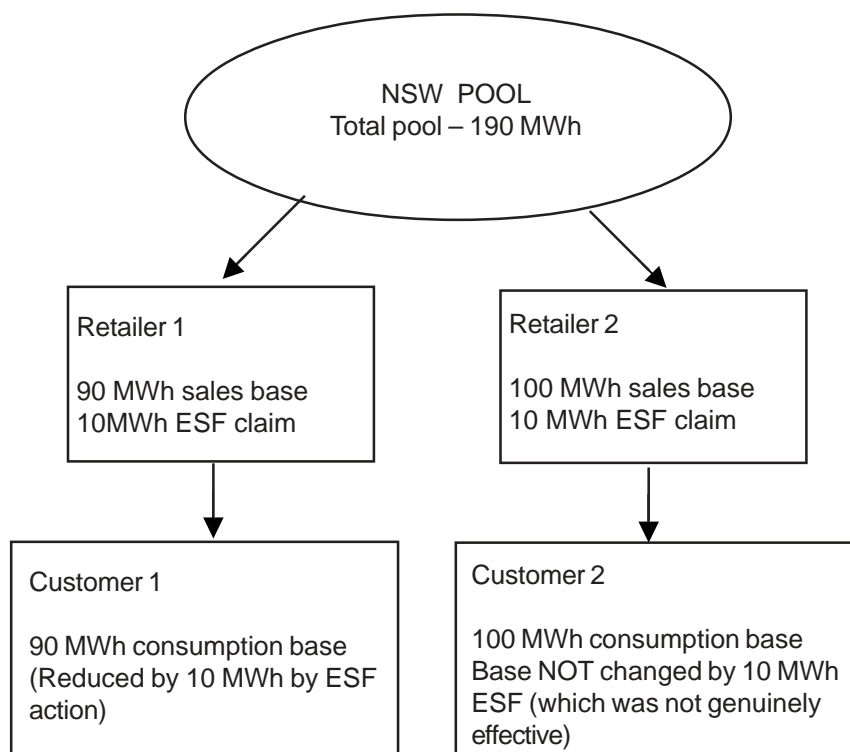 NSW POOL
Total pool – 190 MWh
Retailer 1
90 MWh sales base
10MWh ESF claim
Retailer 2
100 MWh sales base
10 MWh ESF claim
Customer 1
90 MWh consumption base
(Reduced by 10 MWh by ESF
action)
Customer 2
100 MWh consumption base
Base NOT changed by 10 MWh
ESF (which was not genuinely
effective)